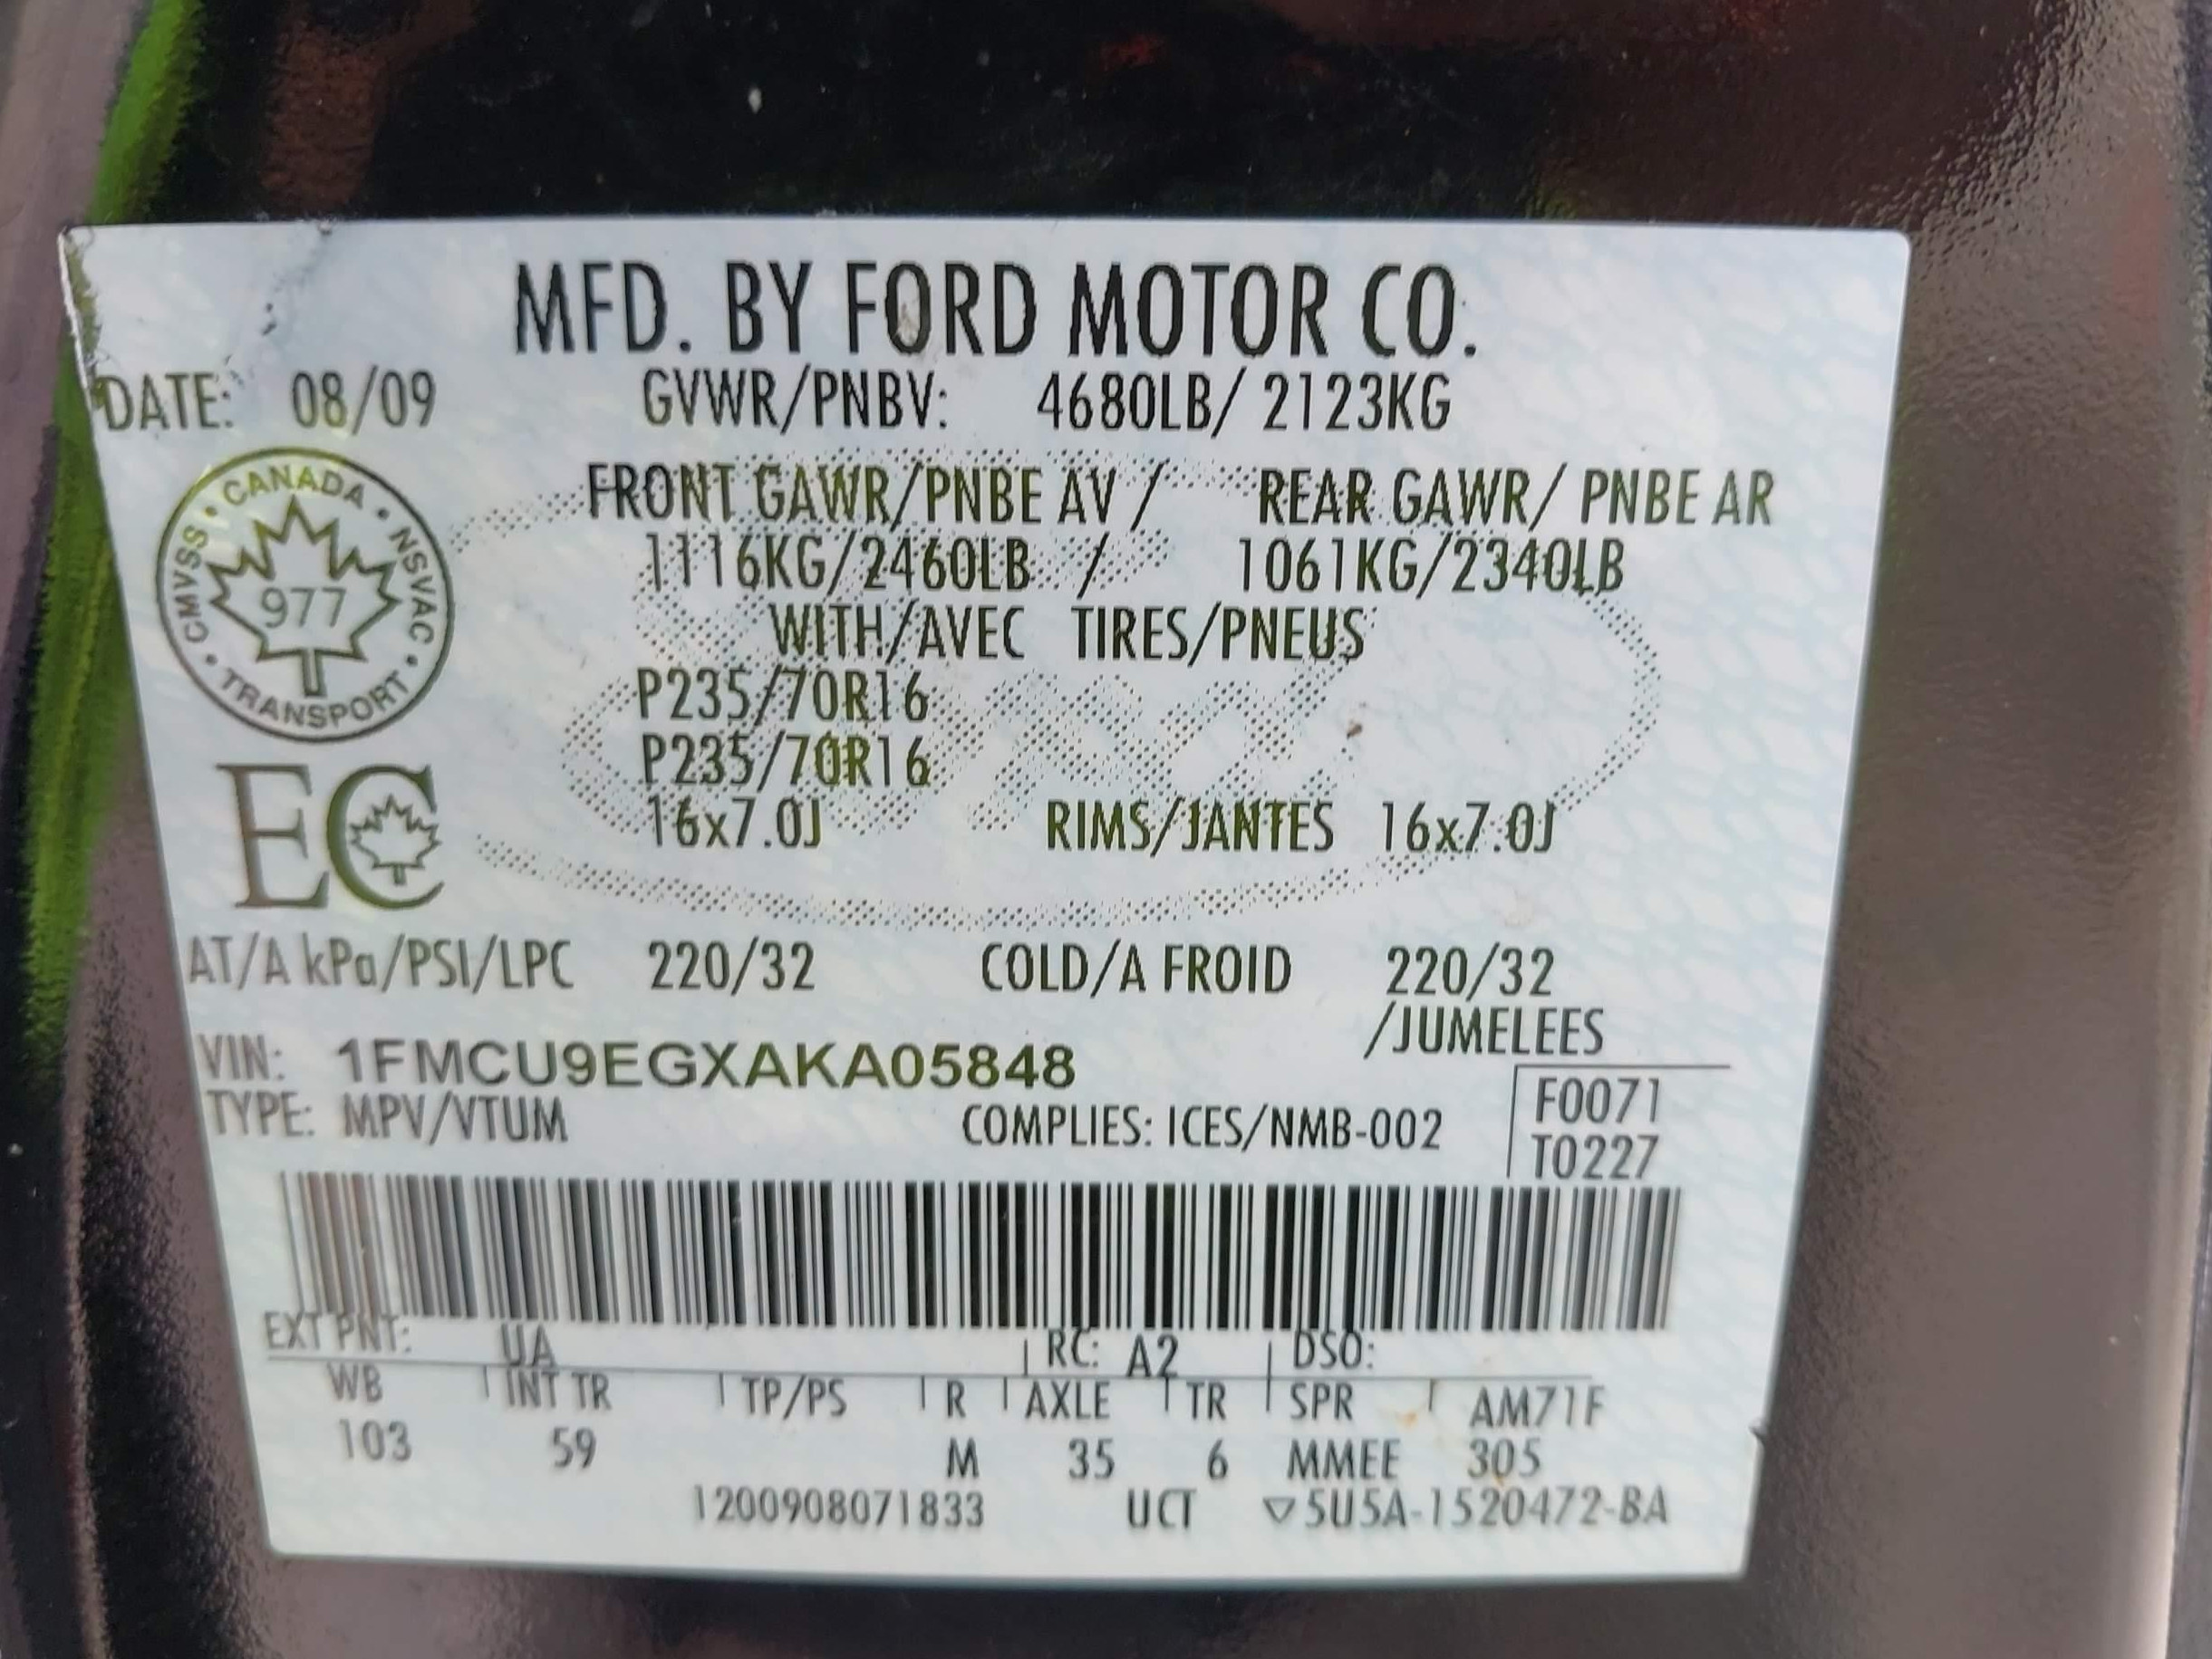 MFD. BY FORD MOTOR CO.
DATE: 08/09 GVWR/PNBV: 4680LB/ 2123KG
FRONT GAWR/PNBE AV / REAR GAWR/ PNBE AR
1116KG/2460LB / 1061KG/2340LB
WITH/AVEC TIRES/PNEUS
CMVSS • CANADA • NSVAC • TRANSPORT •
977
P235/70R16
P235/70R16
EC
16x7.0J RIMS/JANTES 16x7.0J
AT/A kPa/PSI/LPC 220/32 COLD/A FROID 220/32
/JUMELEES
VIN: 1FMCU9EGXAKA05848
F0071
TYPE: MPV/VTUM COMPLIES: ICES/NMB-002
T0227
EXT PNT: UA RC: A2 DSO:
WB INT TR TP/PS R AXLE TR SPR AM71F
103 59 M 35 6 MMEE 305
1200908071833 UCT ▽5U5A-1520472-BA